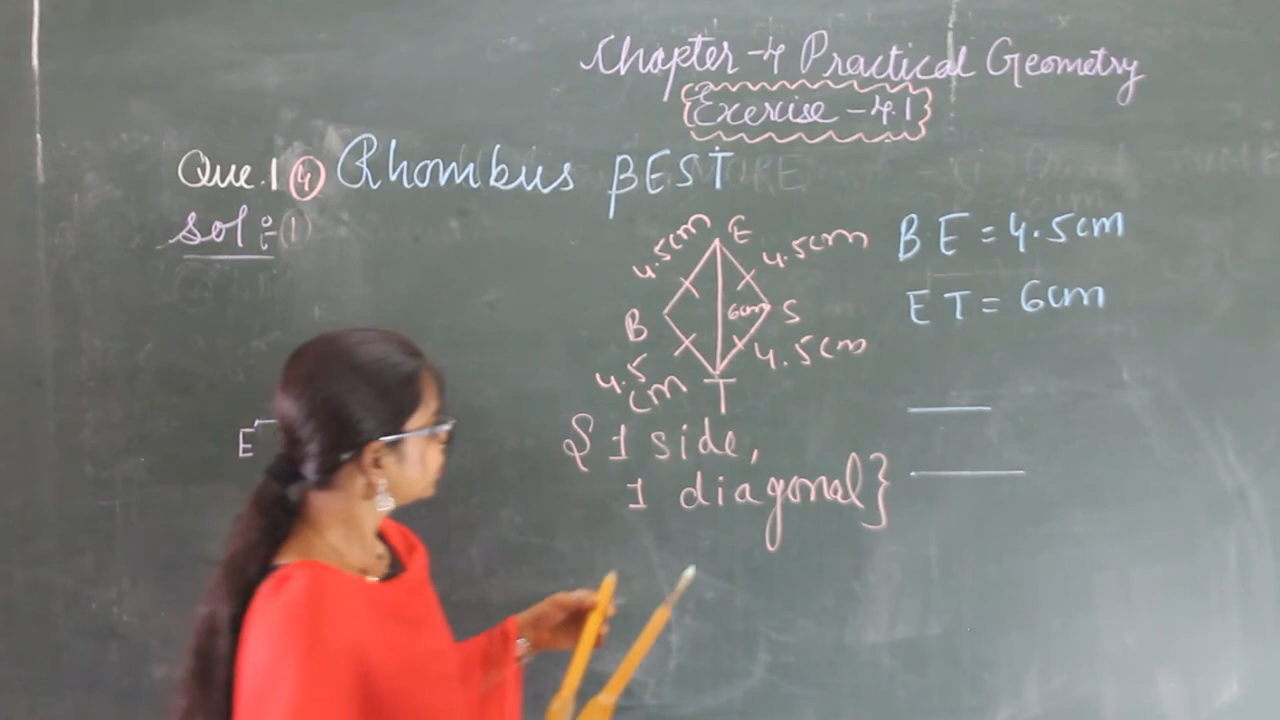 Chapter-4 Practical Geometry
Exercise-4.1
Que.1 (4) Rhombus BEST
Sol:-(1)
BE = 4.5cm
ET = 6cm
E
4.5cm
4.5cm
B
6cm
S
4.5
cm
4.5cm
T
{1 side,
1 diagonal}
E